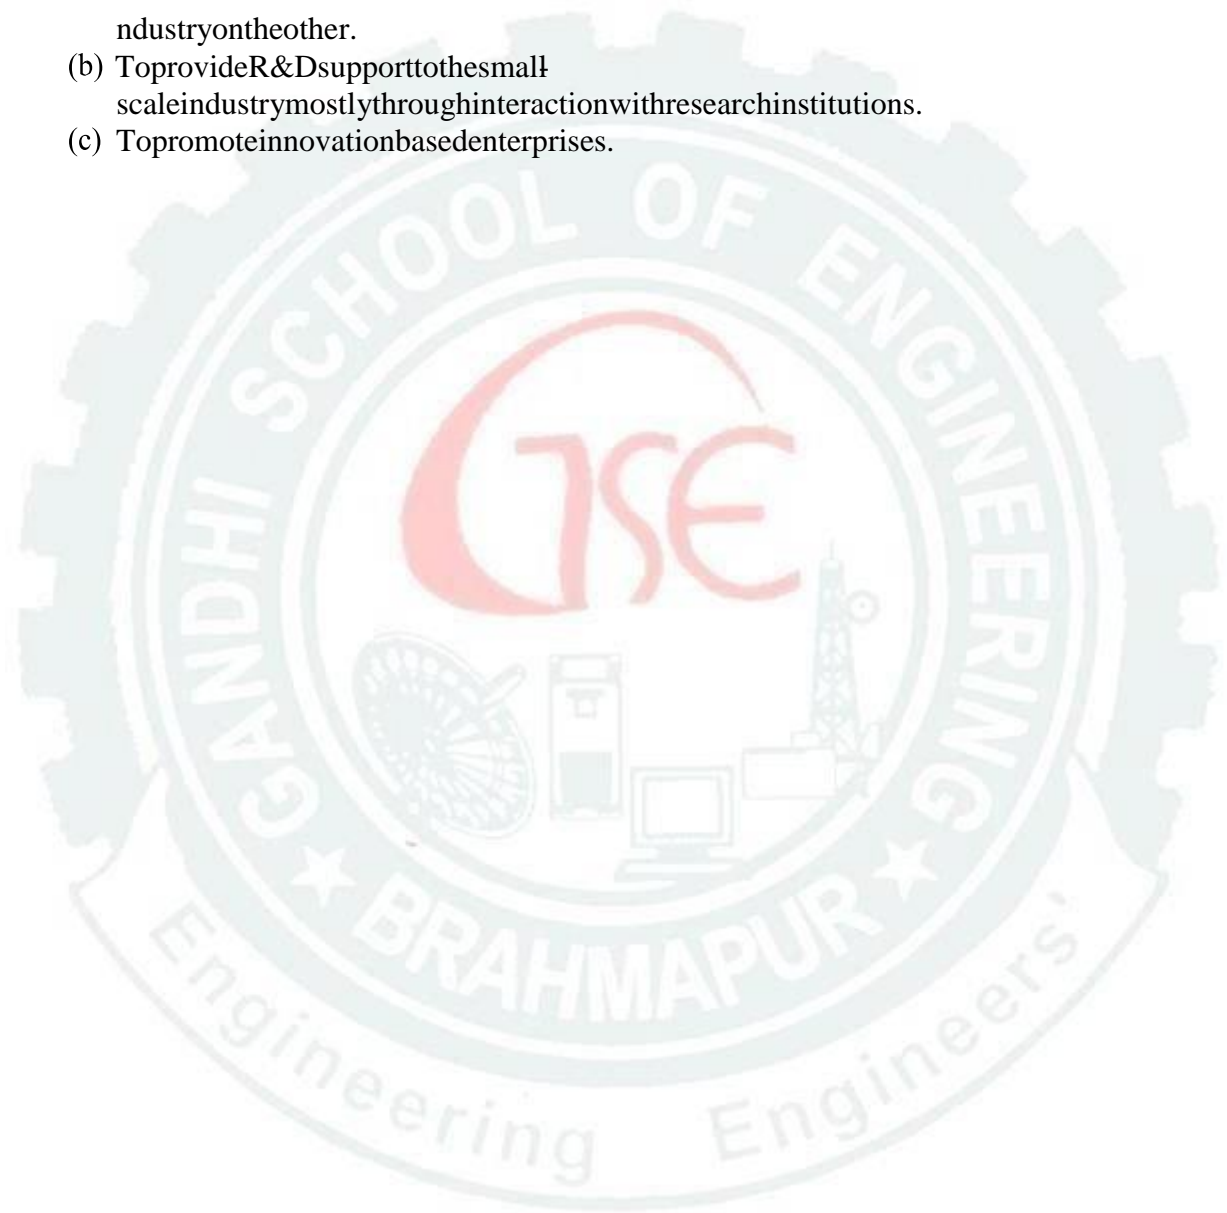 ndustryontheother.
(b) ToprovideR&Dsupporttothesmall-
scaleindustrymostlythroughinteractionwithresearchinstitutions.
(c) Topromoteinnovationbasedenterprises.
GANDHI SCHOOL OF ENGINEERING
GSE
★ BRAHMAPUR ★
Engineering Engineers'